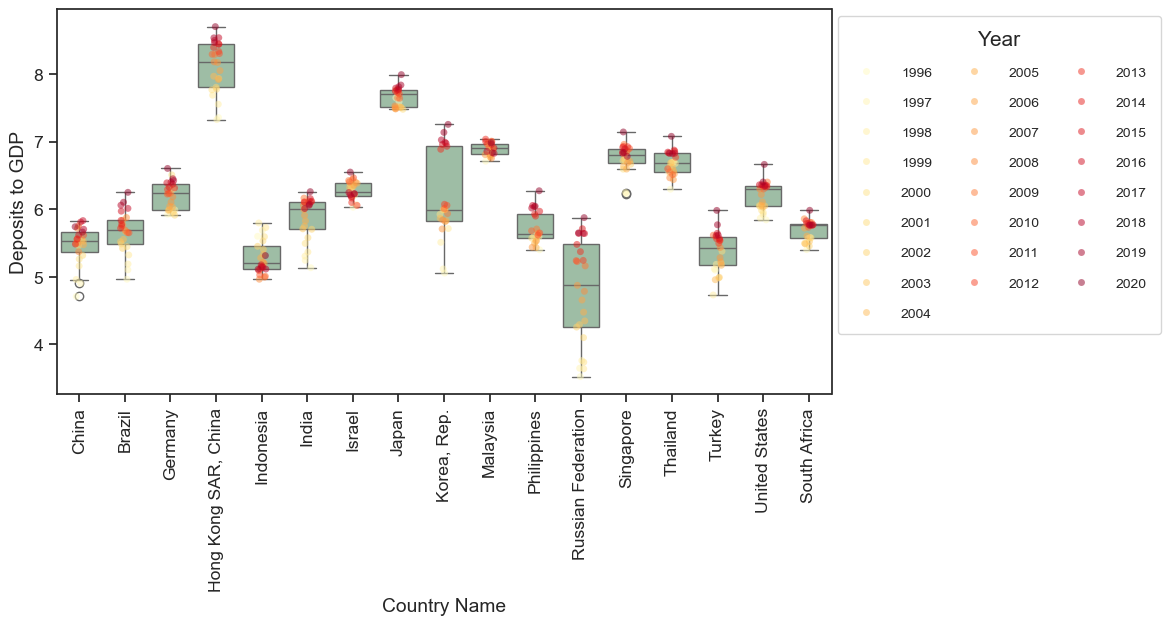 Deposits to GDP
8
7
6
5
4
China
Brazil
Germany
Hong Kong SAR, China
Indonesia
India
Israel
Japan
Korea, Rep.
Malaysia
Philippines
Russian Federation
Singapore
Thailand
Turkey
United States
South Africa
Country Name
Year
1996
1997
1998
1999
2000
2001
2002
2003
2004
2005
2006
2007
2008
2009
2010
2011
2012
2013
2014
2015
2016
2017
2018
2019
2020